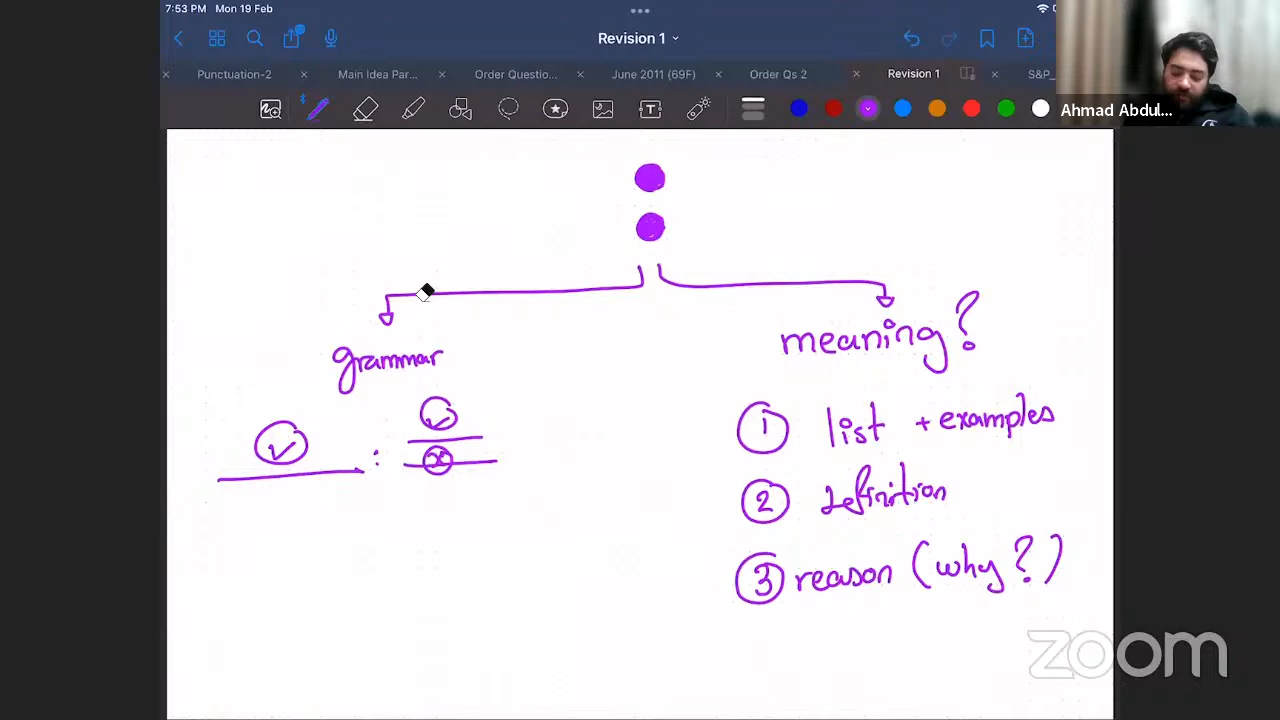 7:53 PM Mon 19 Feb
Revision 1
Punctuation-2
Main Idea Par...
Order Questio...
June 2011 (69F)
Order Qs 2
Revision 1
S&P_
Ahmad Abdul...
:
grammar
meaning?
1 list + examples
:
2 Definition
3 reason (why?)
zoom